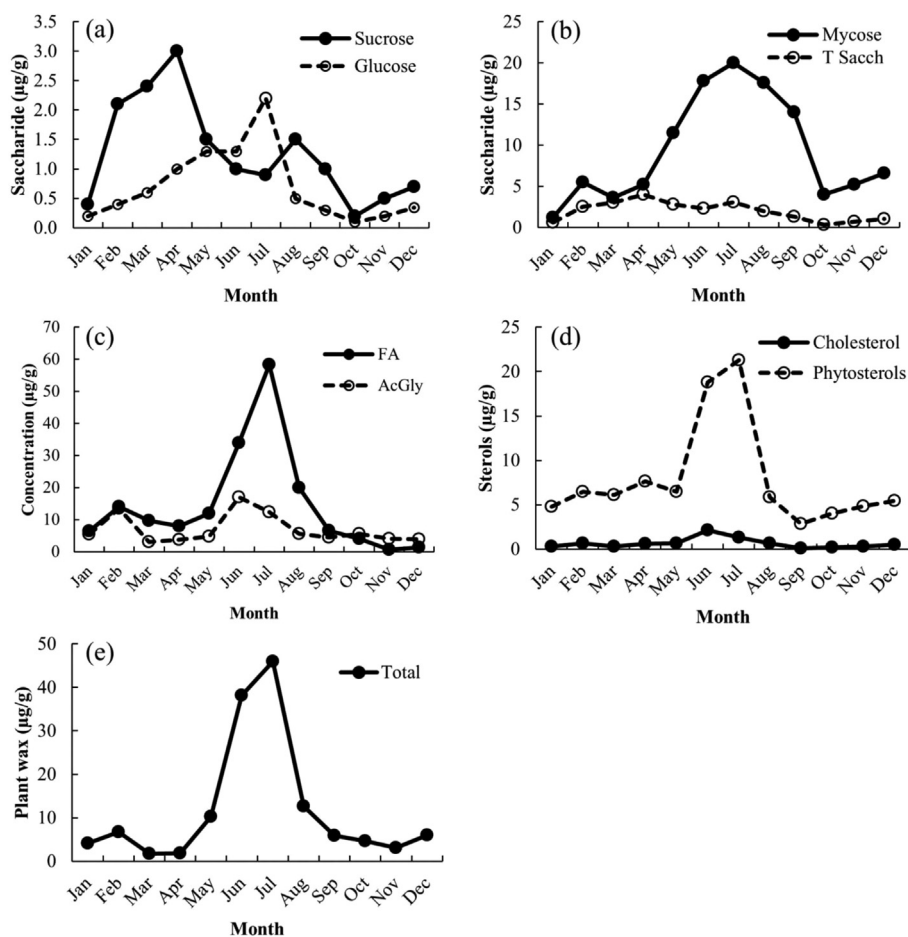 (a)
Sucrose
Glucose
Saccharide (µg/g)
3.5
3.0
2.5
2.0
1.5
1.0
0.5
0.0
Jan Feb Mar Apr May Jun Jul Aug Sep Oct Nov Dec
Month
(b)
Mycose
T Sacch
Saccharide (µg/g)
25
20
15
10
5
0
Jan Feb Mar Apr May Jun Jul Aug Sep Oct Nov Dec
Month
(c)
FA
AcGly
Concentration (µg/g)
70
60
50
40
30
20
10
0
Jan Feb Mar Apr May Jun Jul Aug Sep Oct Nov Dec
Month
(d)
Cholesterol
Phytosterols
Sterols (µg/g)
25
20
15
10
5
0
Jan Feb Mar Apr May Jun Jul Aug Sep Oct Nov Dec
Month
(e)
Total
Plant wax (µg/g)
50
40
30
20
10
0
Jan Feb Mar Apr May Jun Jul Aug Sep Oct Nov Dec
Month